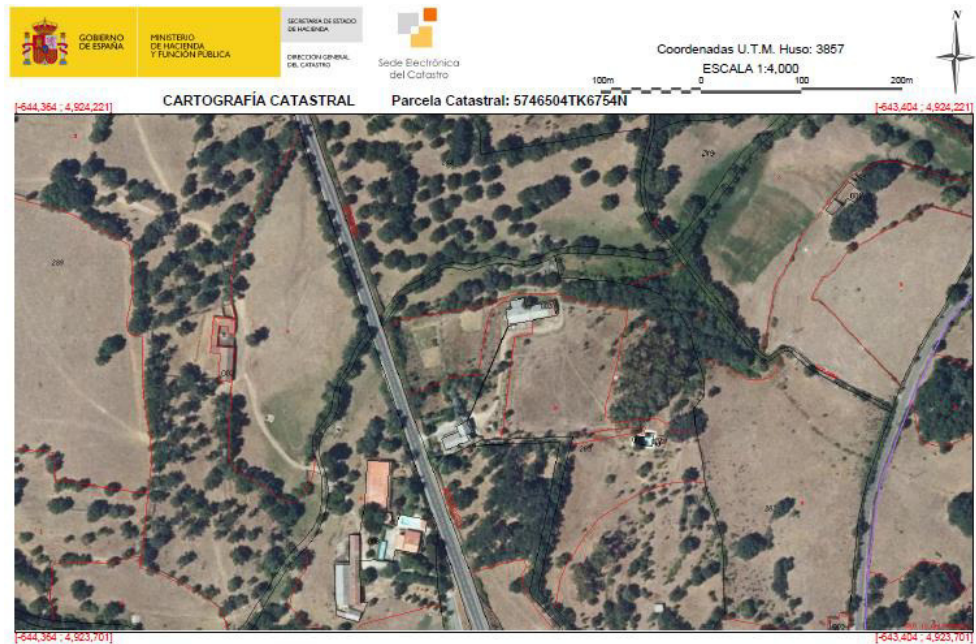 GOBIERNO
DE ESPAÑA
MINISTERIO
DE HACIENDA
Y FUNCIÓN PÚBLICA
SECRETARÍA DE ESTADO
DE HACIENDA
DIRECCIÓN GENERAL
DEL CATASTRO
Sede Electrónica
del Catastro
N
Coordenadas U.T.M. Huso: 3857
ESCALA 1:4,000
100m 0 100 200m
CARTOGRAFÍA CATASTRAL Parcela Catastral: 5746504TK6754N
[-644,364 ; 4,924,221]
[-643,404 ; 4,924,221]
288
[-644,364 ; 4,923,701]
[-643,404 ; 4,923,701]